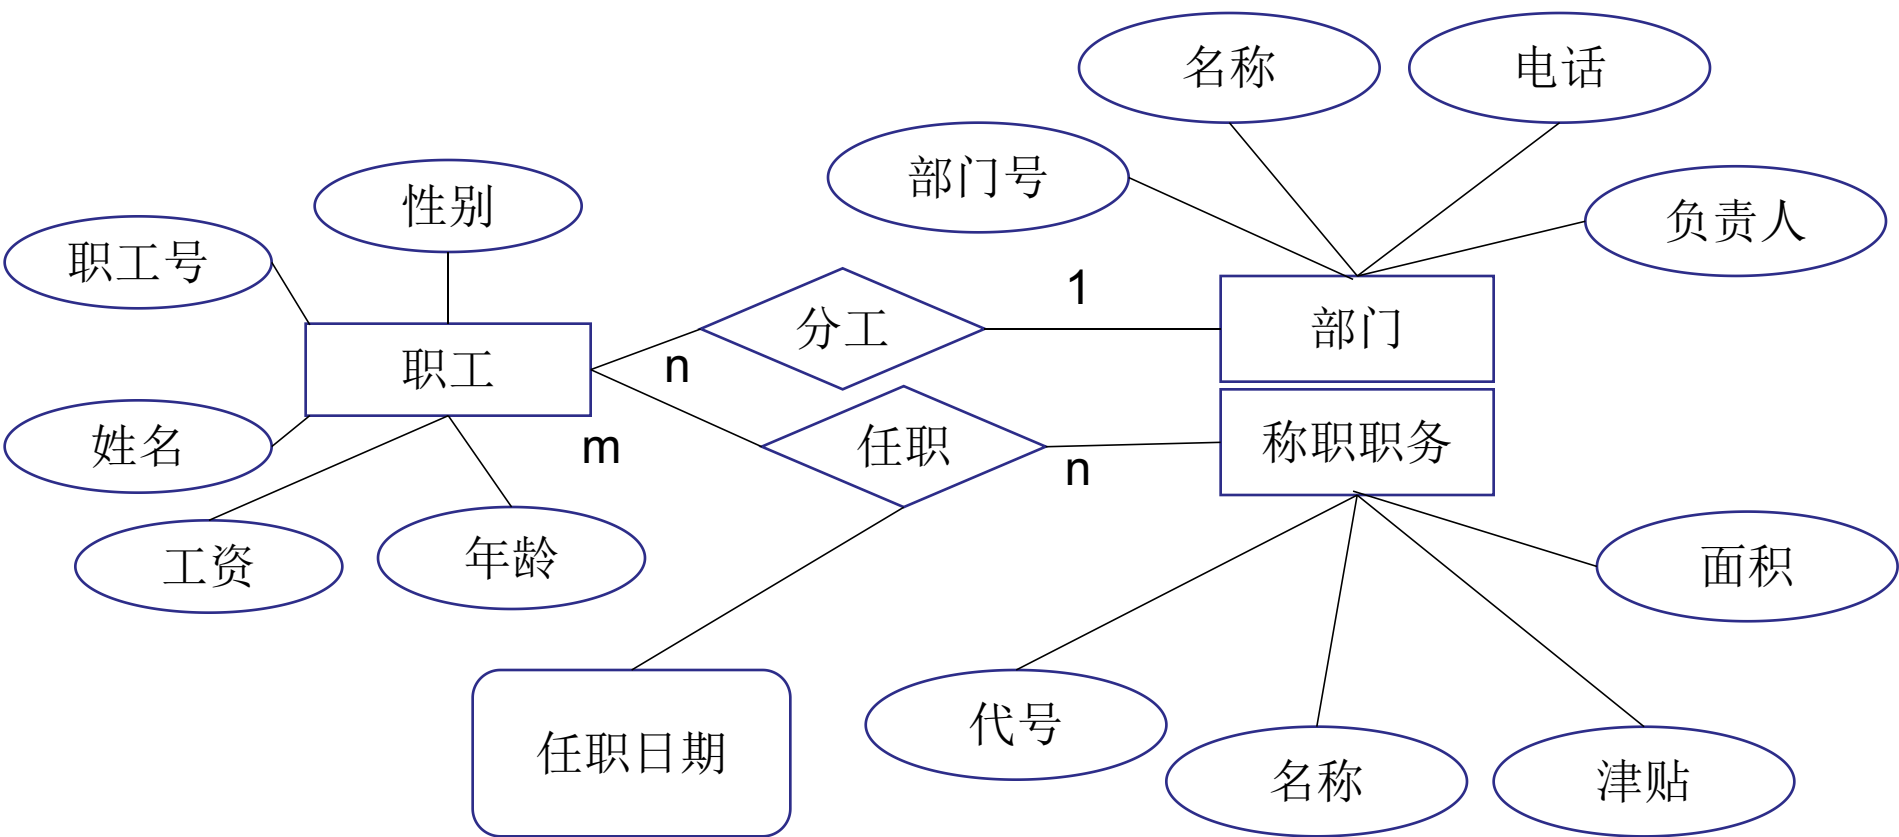 名称
电话
部门号
负责人
性别
职工号
1
分工
部门
职工
n
称职职务
任职
姓名
m
n
工资
年龄
面积
代号
任职日期
名称
津贴